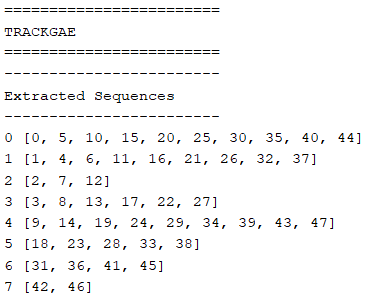 ========================
TRACKGAE
========================
------------------------
Extracted Sequences
------------------------
0 [0, 5, 10, 15, 20, 25, 30, 35, 40, 44]
1 [1, 4, 6, 11, 16, 21, 26, 32, 37]
2 [2, 7, 12]
3 [3, 8, 13, 17, 22, 27]
4 [9, 14, 19, 24, 29, 34, 39, 43, 47]
5 [18, 23, 28, 33, 38]
6 [31, 36, 41, 45]
7 [42, 46]